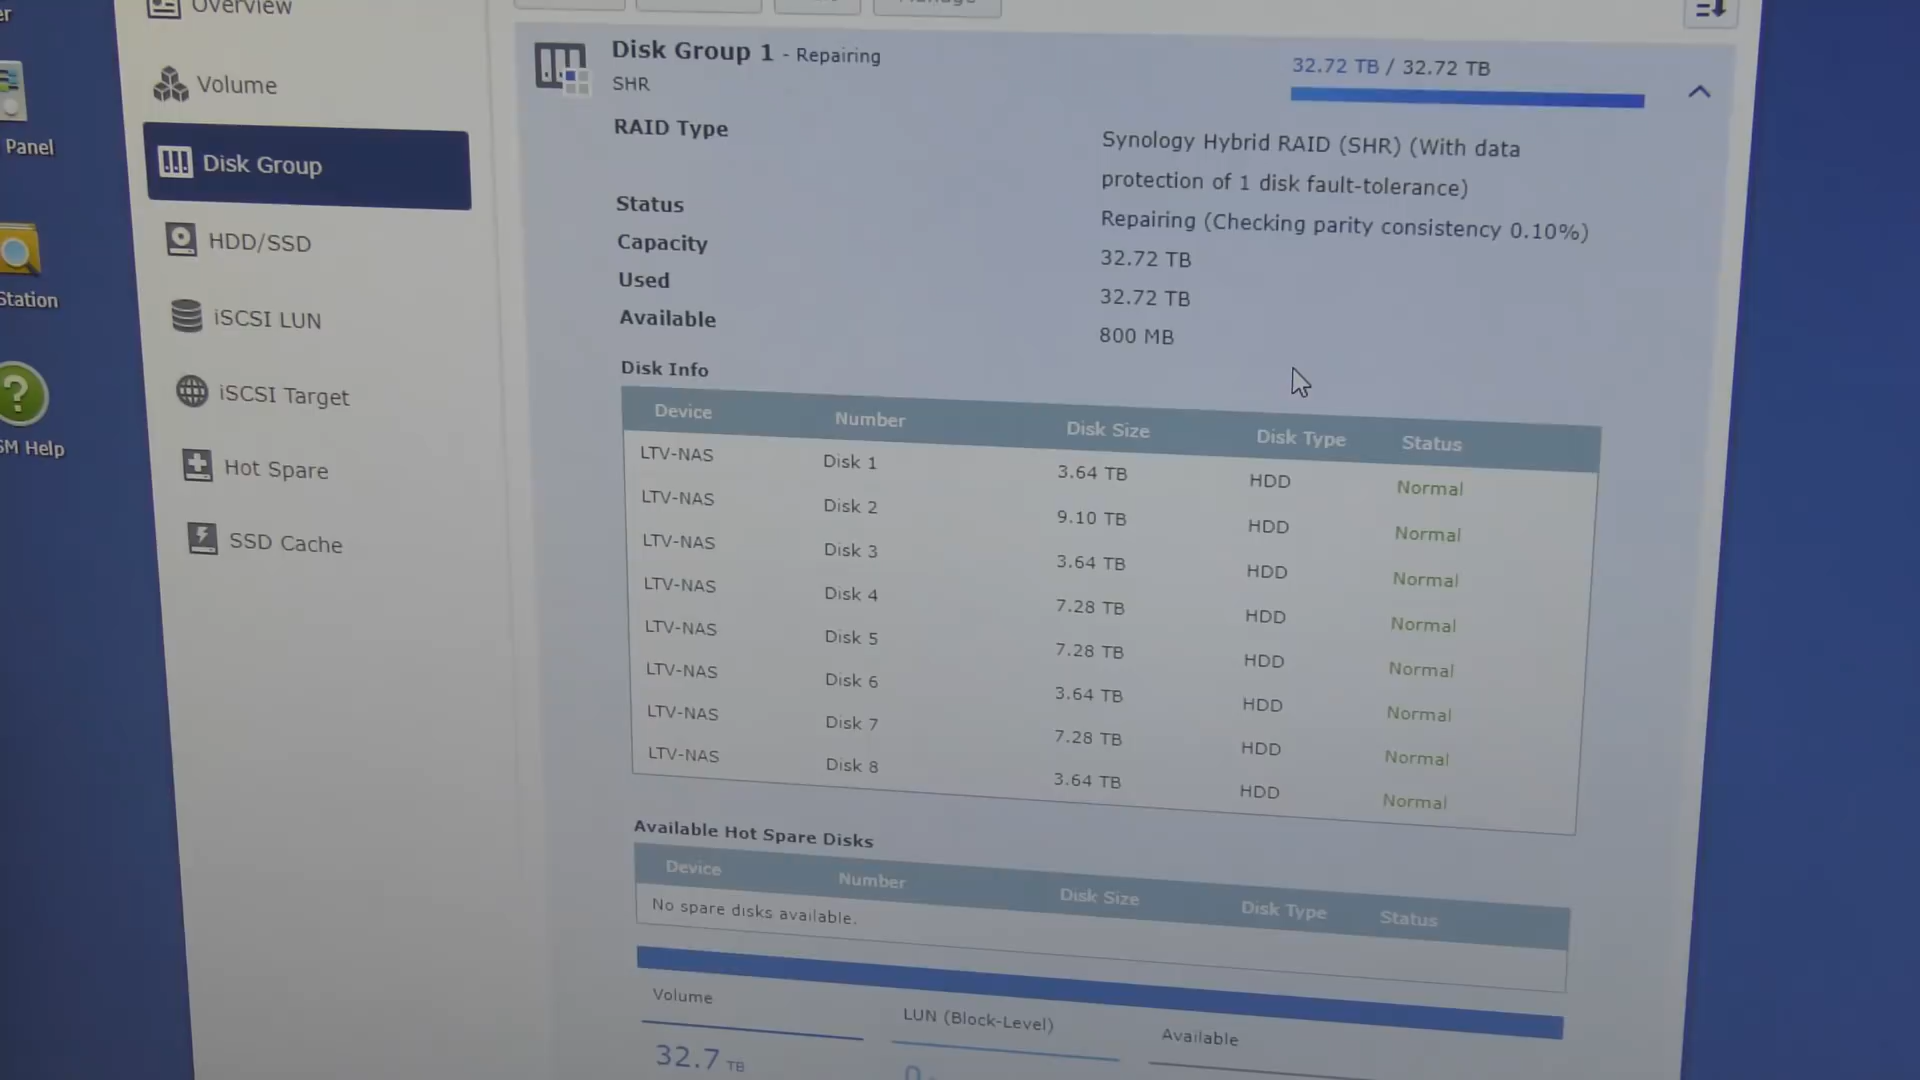 er
Panel
Station
SM Help
Overview
Volume
Disk Group
HDD/SSD
iSCSI LUN
iSCSI Target
Hot Spare
SSD Cache
Manage
Disk Group 1 - Repairing
SHR
32.72 TB / 32.72 TB
RAID Type
Synology Hybrid RAID (SHR) (With data
protection of 1 disk fault-tolerance)
Status Repairing (Checking parity consistency 0.10%)
Capacity 32.72 TB
Used 32.72 TB
Available 800 MB
Disk Info
Device Number Disk Size Disk Type Status
LTV-NAS Disk 1 3.64 TB HDD Normal
LTV-NAS Disk 2 9.10 TB HDD Normal
LTV-NAS Disk 3 3.64 TB HDD Normal
LTV-NAS Disk 4 7.28 TB HDD Normal
LTV-NAS Disk 5 7.28 TB HDD Normal
LTV-NAS Disk 6 3.64 TB HDD Normal
LTV-NAS Disk 7 7.28 TB HDD Normal
LTV-NAS Disk 8 3.64 TB HDD Normal
Available Hot Spare Disks
Device Number Disk Size Disk Type Status
No spare disks available.
Volume LUN (Block-Level) Available
32.7 TB